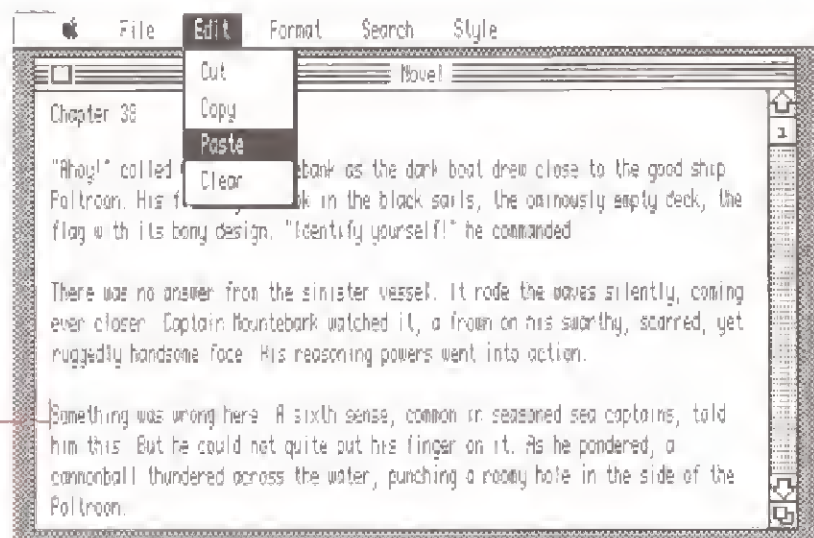 File Edit Format Search Style
Novel
Cut
Copy
Paste
Clear
Chapter 38
1
"Ahoy!" called ebank as the dark boat drew close to the good ship
Poltroon. His f y ok in the black sails, the ominously empty deck, the
flag with its bony design. "Identify yourself!" he commanded.
There was no answer from the sinister vessel. It rode the waves silently, coming
ever closer. Captain Mountebank watched it, a frown on his swarthy, scarred, yet
ruggedly handsome face. His reasoning powers went into action.
Something was wrong here. A sixth sense, common in seasoned sea captains, told
him this. But he could not quite put his finger on it. As he pondered, a
cannonball thundered across the water, punching a roomy hole in the side of the
Poltroon.